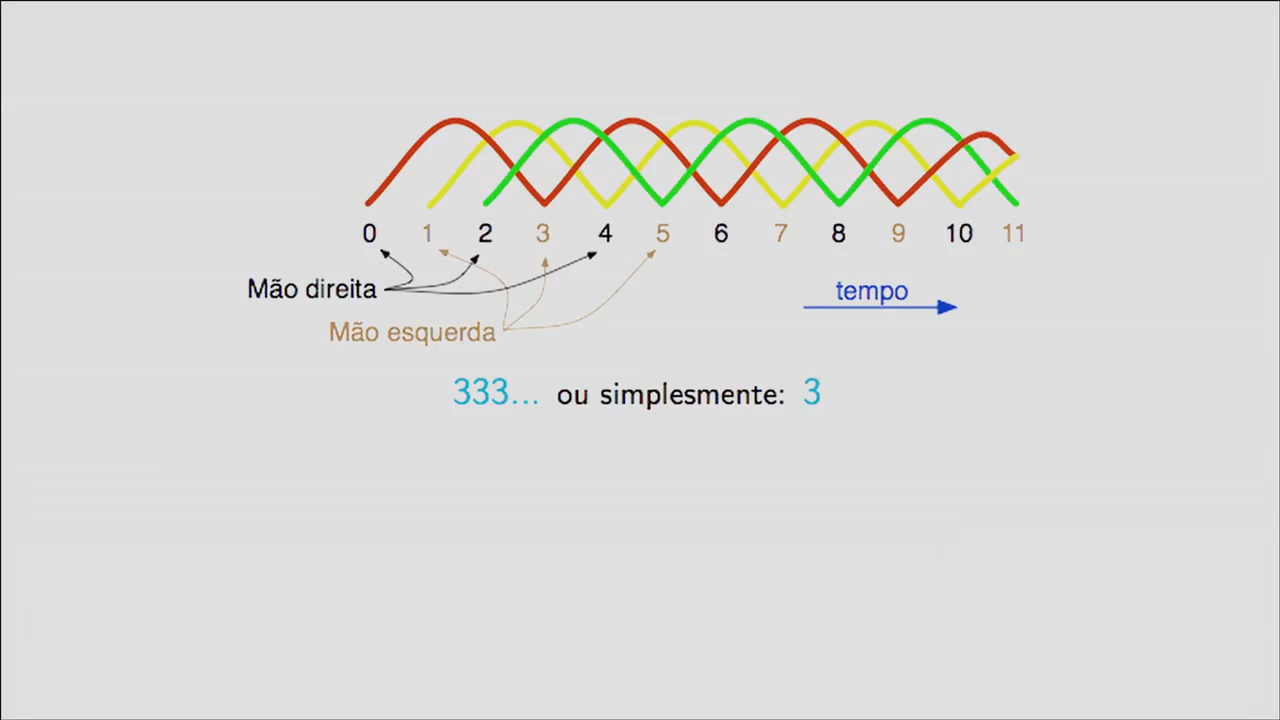 0 1 2 3 4 5 6 7 8 9 10 11
Mão direita
tempo
Mão esquerda
333... ou simplesmente: 3